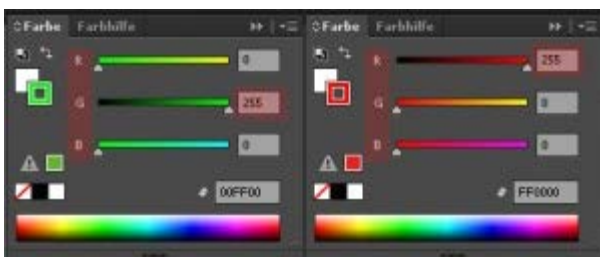 Farbe Farbhilfe
R 0
G 255
B 0
# 00FF00
Farbe Farbhilfe
R 255
G 0
B 0
# FF0000